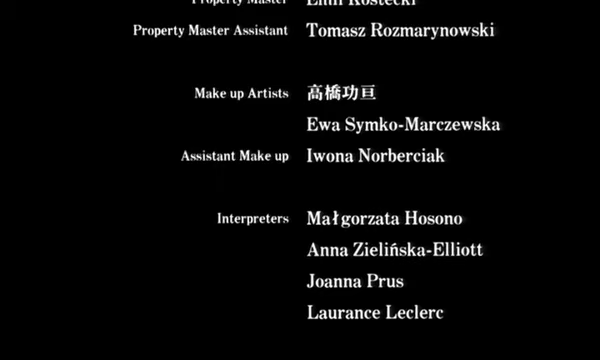 Property Master Emil Kostecki
Property Master Assistant Tomasz Rozmarynowski
Make up Artists 高橋功亘
Ewa Symko-Marczewska
Assistant Make up Iwona Norberciak
Interpreters Małgorzata Hosono
Anna Zielińska-Elliott
Joanna Prus
Laurance Leclerc